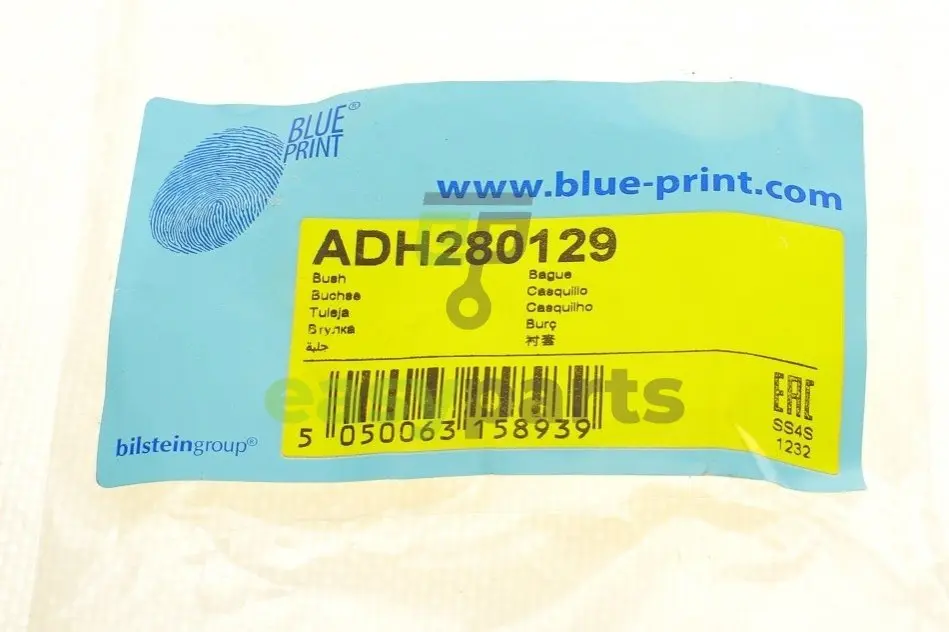 BLUE
PRINT®
www.blue-print.com
ADH280129
Bush
Buchse
Tuleja
Втулка
جلبة
Bague
Casquillo
Casquilho
Burç
衬套
easyparts
5 050063 158939
EAC
SS4S
1232
bilsteingroup®